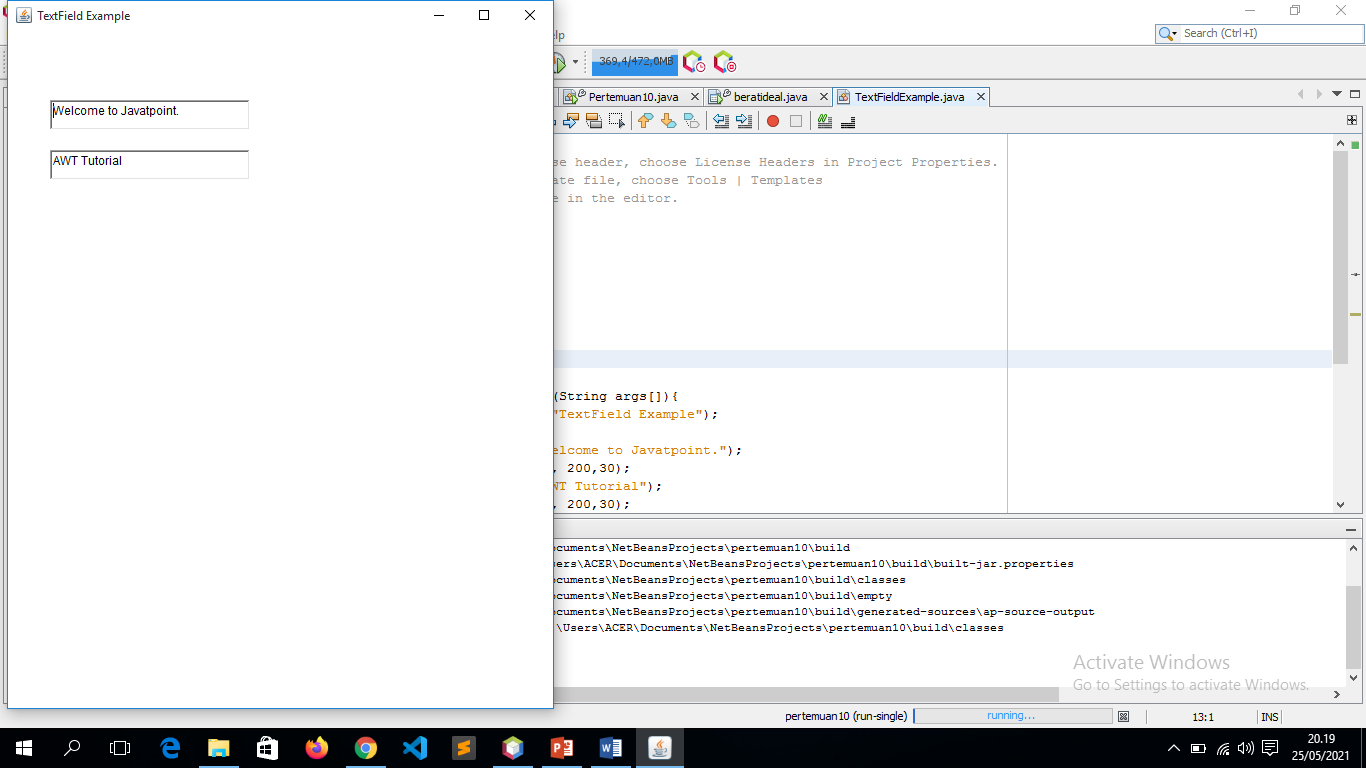 TextField Example
Welcome to Javatpoint.
AWT Tutorial
elp
Search (Ctrl+I)
369,4/472,0MB
Pertemuan10.java
beratideal.java
TextFieldExample.java
se header, choose License Headers in Project Properties.
ate file, choose Tools | Templates
e in the editor.
(String args[]){
"TextField Example");
elcome to Javatpoint.");
, 200,30);
WT Tutorial");
, 200,30);
ocuments\NetBeansProjects\pertemuan10\build
sers\ACER\Documents\NetBeansProjects\pertemuan10\build\built-jar.properties
ocuments\NetBeansProjects\pertemuan10\build\classes
ocuments\NetBeansProjects\pertemuan10\build\empty
ocuments\NetBeansProjects\pertemuan10\build\generated-sources\ap-source-output
\Users\ACER\Documents\NetBeansProjects\pertemuan10\build\classes
Activate Windows
Go to Settings to activate Windows.
pertemuan10 (run-single)
running...
13:1
INS
20.19
25/05/2021